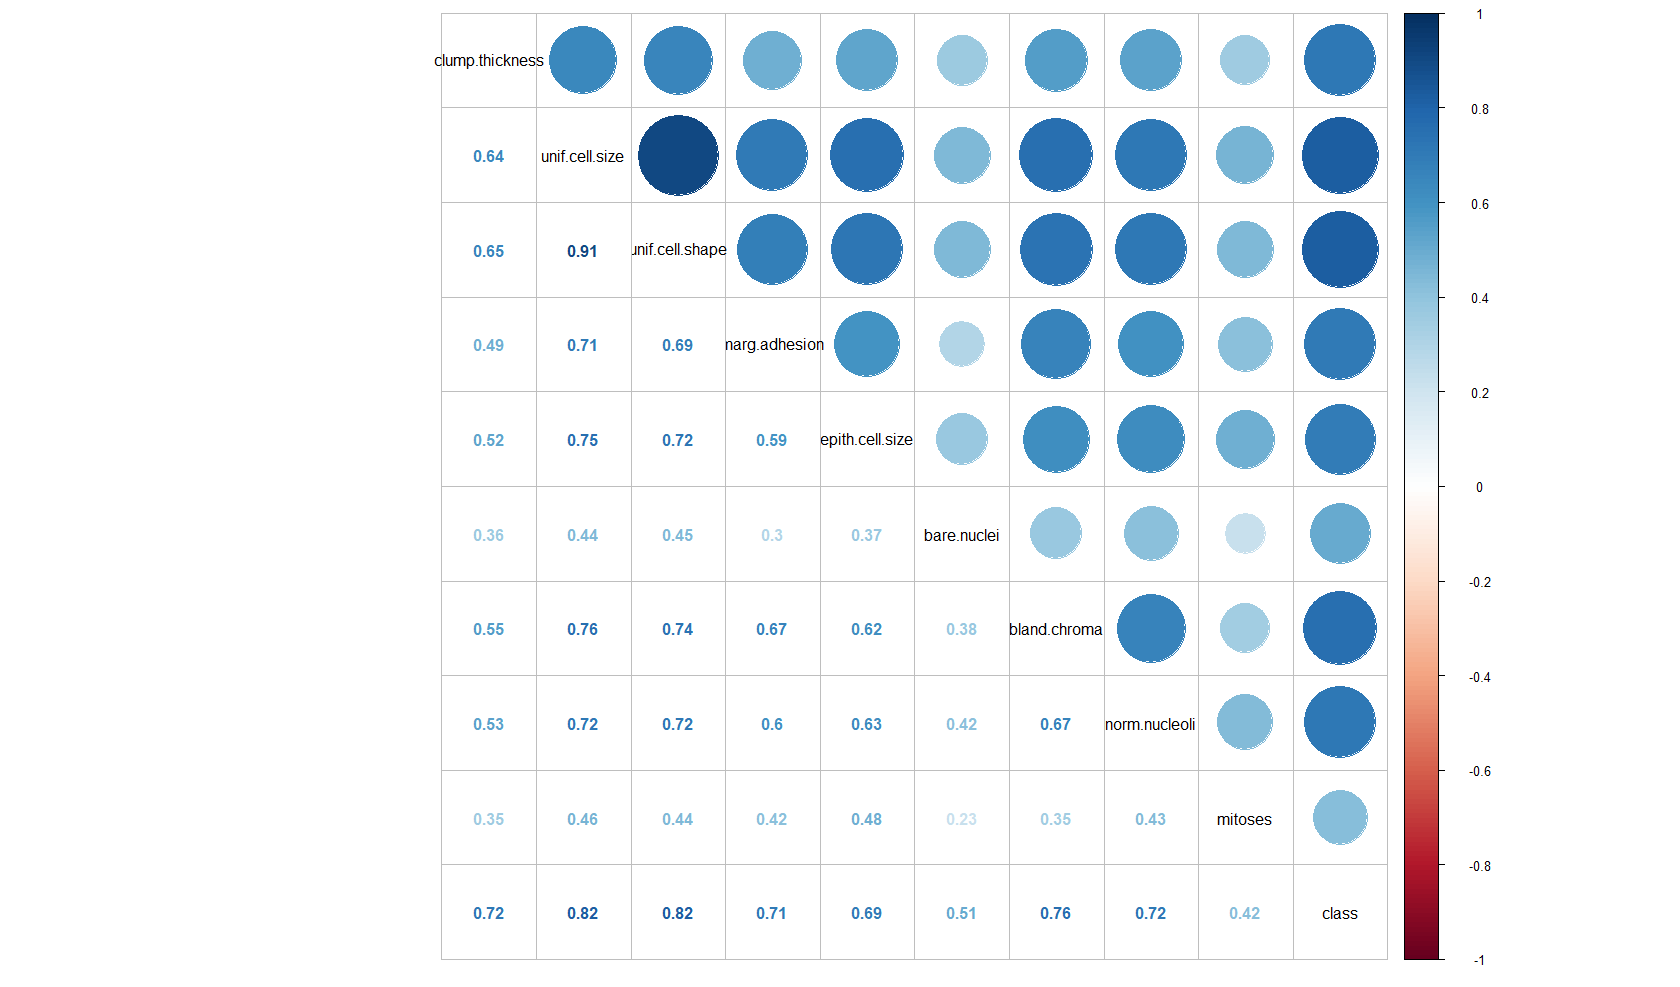 1
clump.thickness
0.8
0.64 unif.cell.size
0.6
0.65 0.91 unif.cell.shape
0.4
0.49 0.71 0.69 marg.adhesion
0.2
0.52 0.75 0.72 0.59 epith.cell.size
0
0.36 0.44 0.45 0.3 0.37 bare.nuclei
-0.2
0.55 0.76 0.74 0.67 0.62 0.38 bland.chroma
-0.4
0.53 0.72 0.72 0.6 0.63 0.42 0.67 norm.nucleoli
-0.6
0.35 0.46 0.44 0.42 0.48 0.23 0.35 0.43 mitoses
-0.8
0.72 0.82 0.82 0.71 0.69 0.51 0.76 0.72 0.42 class
-1